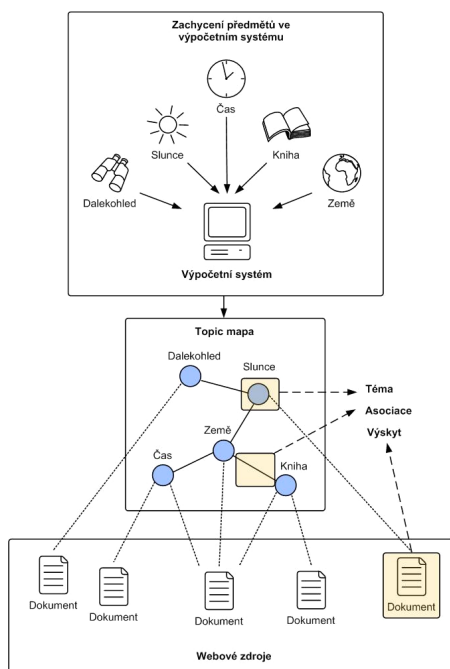 Zachycení předmětů ve
výpočetním systému
Čas
Slunce
Kniha
Dalekohled
Země
Výpočetní systém
Topic mapa
Dalekohled
Slunce
Téma
Asociace
Výskyt
Země
Čas
Kniha
Dokument
Dokument
Dokument
Dokument
Dokument
Webové zdroje